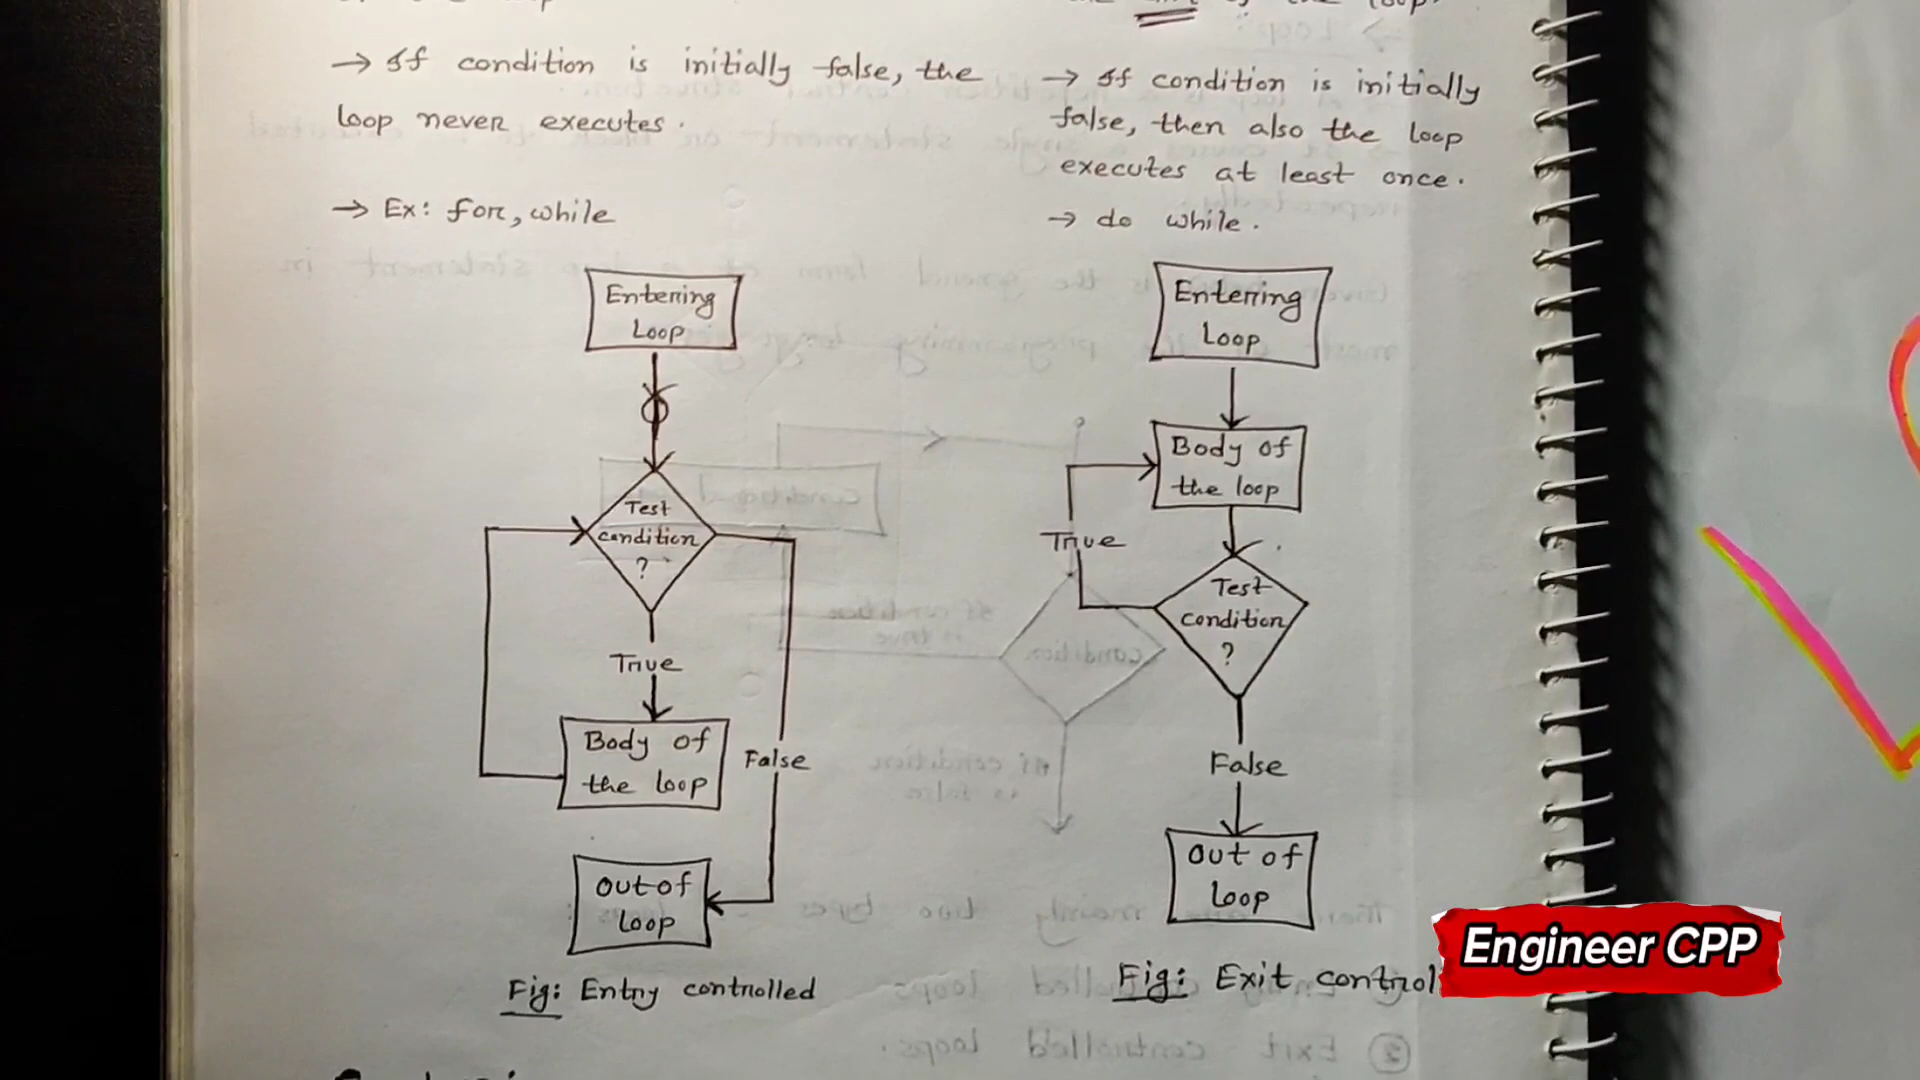 → If condition is initially false, the
loop never executes.
→ Ex: for, while
Entering
Loop
Test
condition
?
True
Body of
the loop
False
Out of
loop
Fig: Entry controlled
loop.
→ If condition is initially
false, then also the loop
executes at least once.
→ do while.
Entering
Loop
Body of
the loop
True
Test
condition
?
False
Out of
loop
Fig: Exit control
Engineer CPP